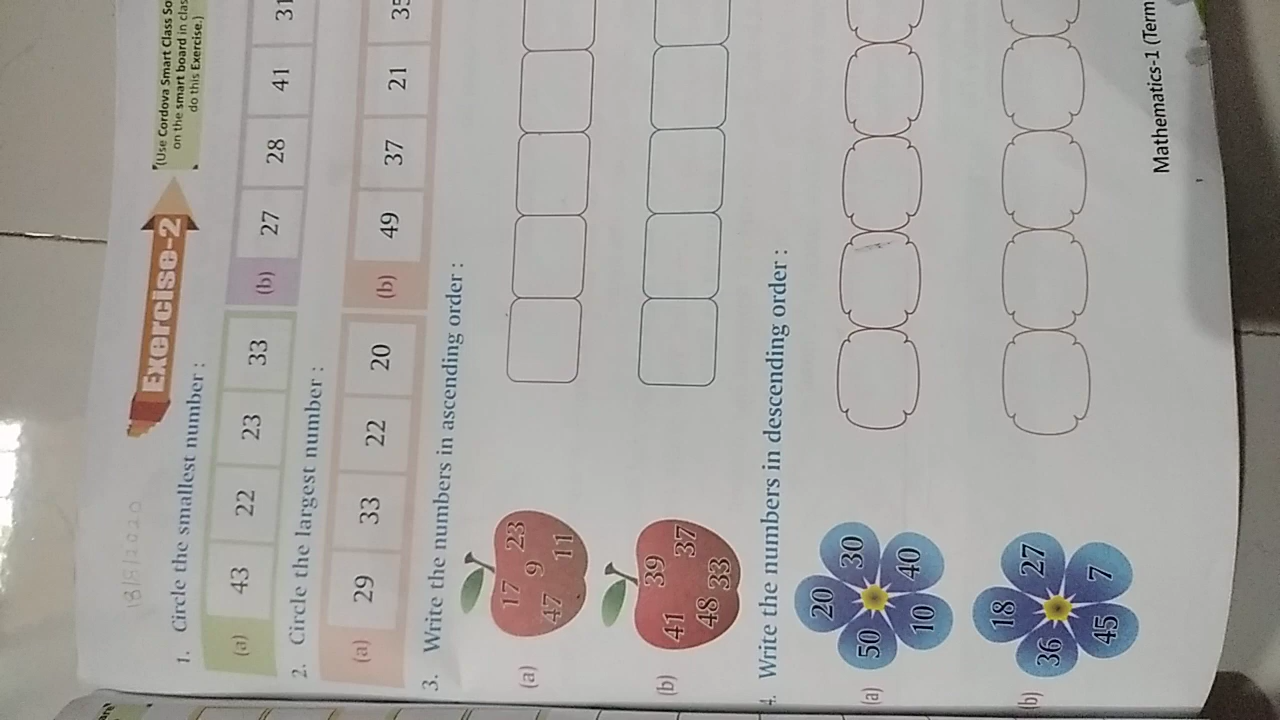 18/8/2020
Exercise-2
(Use Cordova Smart Class So
on the smart board in clas
do this Exercise.)
1. Circle the smallest number :
(a) 43 22 23 33 (b) 27 28 41 31
2. Circle the largest number :
(a) 29 33 22 20 (b) 49 37 21 35
3. Write the numbers in ascending order :
(a) 17 23 9 47 11
(b) 41 39 37 48 33
4. Write the numbers in descending order :
(a) 20 30 50 40 10
(b) 18 27 36 7 45
Mathematics-1 (Term